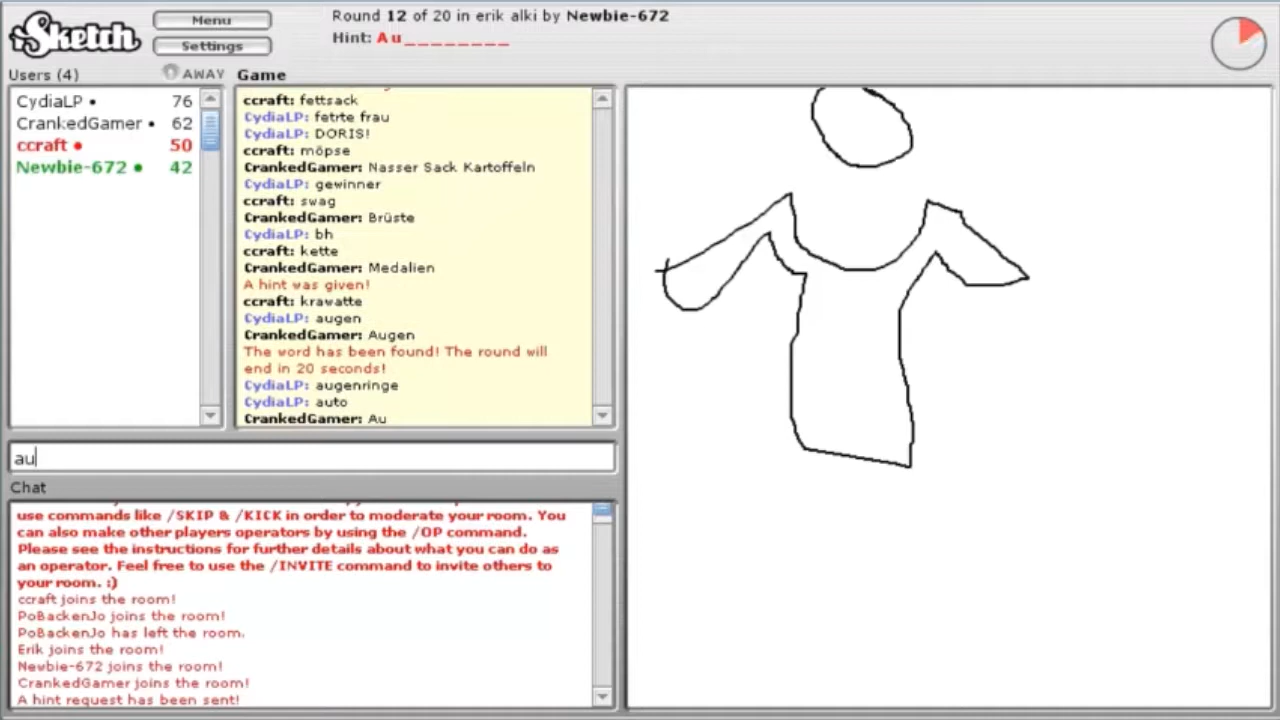 iSketch
Menu
Settings
Round 12 of 20 in erik alki by Newbie-672
Hint: Au________
Users (4)
AWAY
CydiaLP • 76
CrankedGamer • 62
ccraft • 50
Newbie-672 • 42
Game
ccraft: fettsack
CydiaLP: fetrte frau
CydiaLP: DORIS!
ccraft: möpse
CrankedGamer: Nasser Sack Kartoffeln
CydiaLP: gewinner
ccraft: swag
CrankedGamer: Brüste
CydiaLP: bh
ccraft: kette
CrankedGamer: Medalien
A hint was given!
ccraft: krawatte
CydiaLP: augen
CrankedGamer: Augen
The word has been found! The round will
end in 20 seconds!
CydiaLP: augenringe
CydiaLP: auto
CrankedGamer: Au
au
Chat
use commands like /SKIP & /KICK in order to moderate your room. You
can also make other players operators by using the /OP command.
Please see the instructions for further details about what you can do as
an operator. Feel free to use the /INVITE command to invite others to
your room. :)
ccraft joins the room!
PoBackenJo joins the room!
PoBackenJo has left the room.
Erik joins the room!
Newbie-672 joins the room!
CrankedGamer joins the room!
A hint request has been sent!